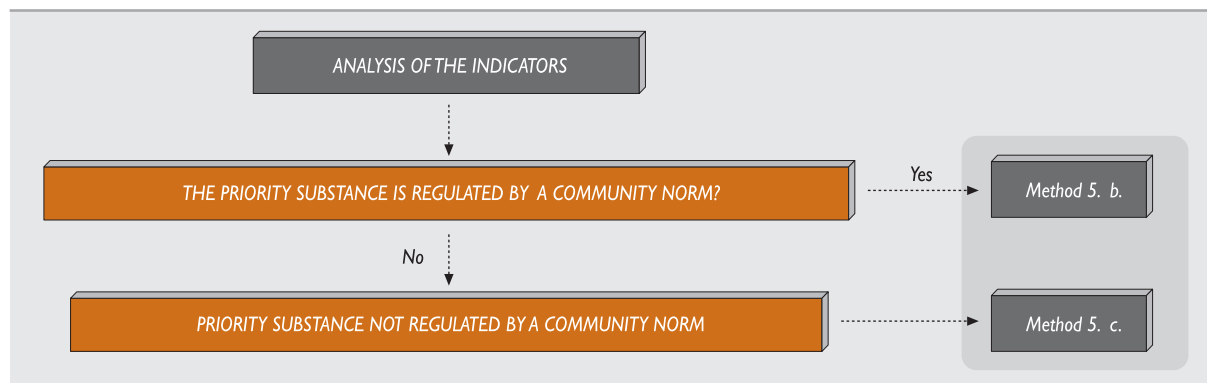 ANALYSIS OF THE INDICATORS
THE PRIORITY SUBSTANCE IS REGULATED BY A COMMUNITY NORM?
Yes
Method 5. b.
No
PRIORITY SUBSTANCE NOT REGULATED BY A COMMUNITY NORM
Method 5. c.